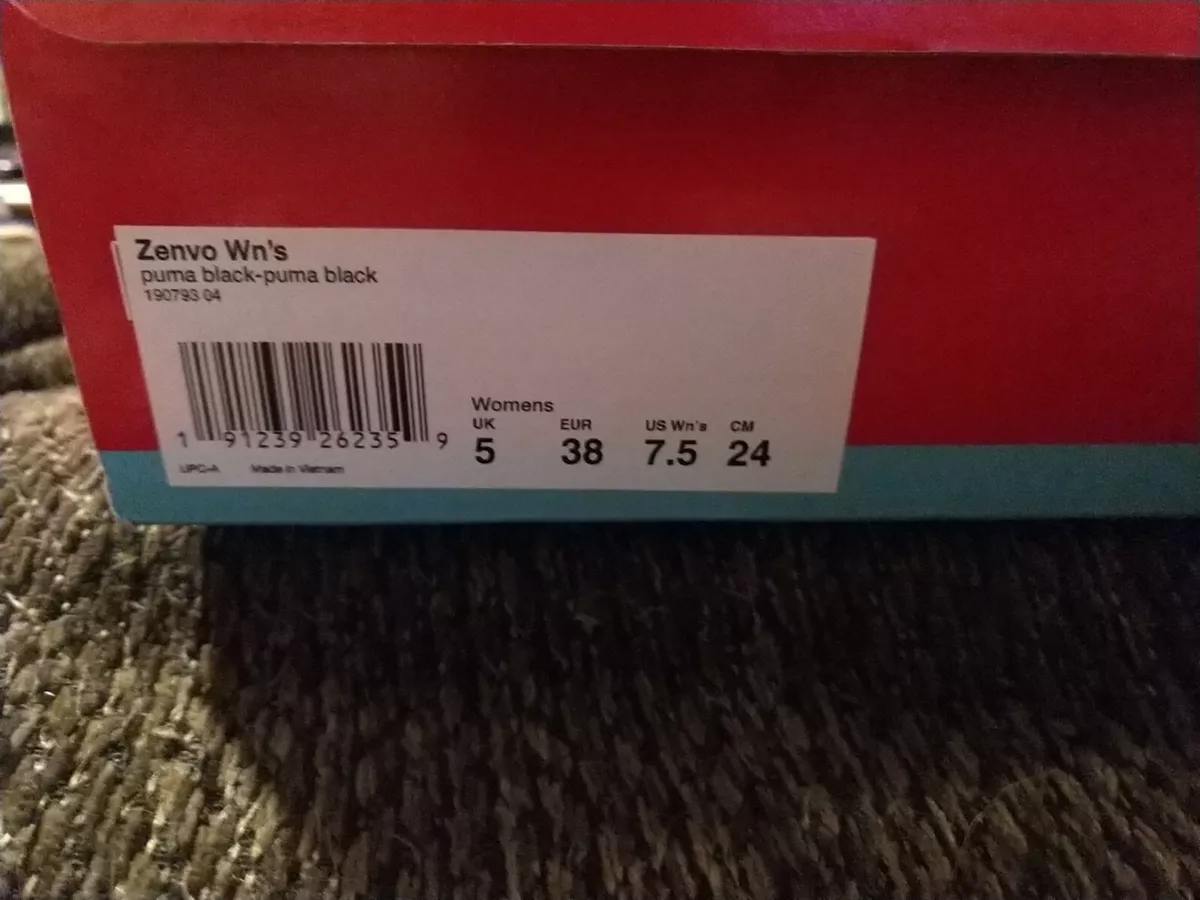 Zenvo Wn's
puma black-puma black
190793 04
1 91239 26235 9
UPC-A Made in Vietnam
Womens
UK EUR US Wn's CM
5 38 7.5 24